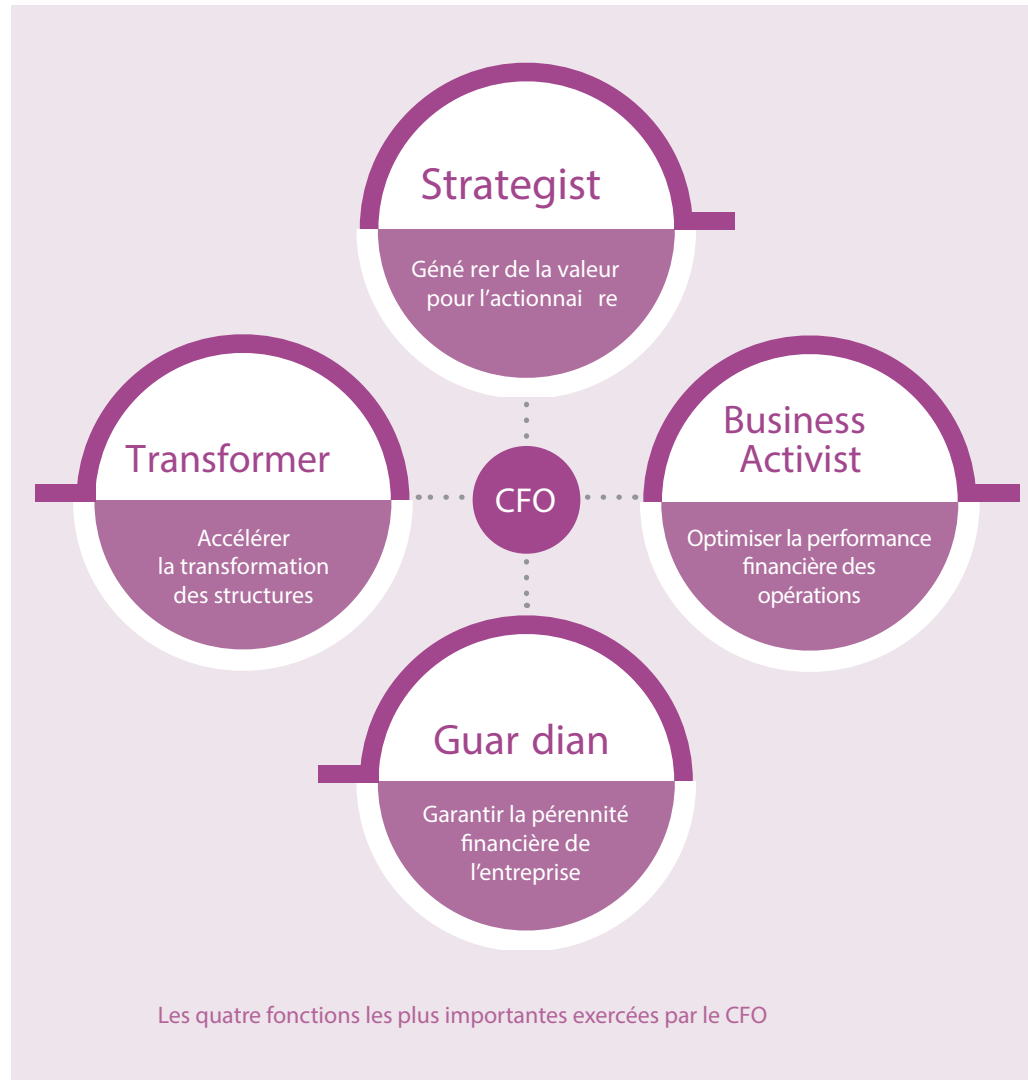 Strategist
Géné rer de la valeur
pour l’actionnai re
Transformer
Accélérer
la transformation
des structures
CFO
Business
Activist
Optimiser la performance
financière des
opérations
Guar dian
Garantir la pérennité
financière de
l’entreprise
Les quatre fonctions les plus importantes exercées par le CFO